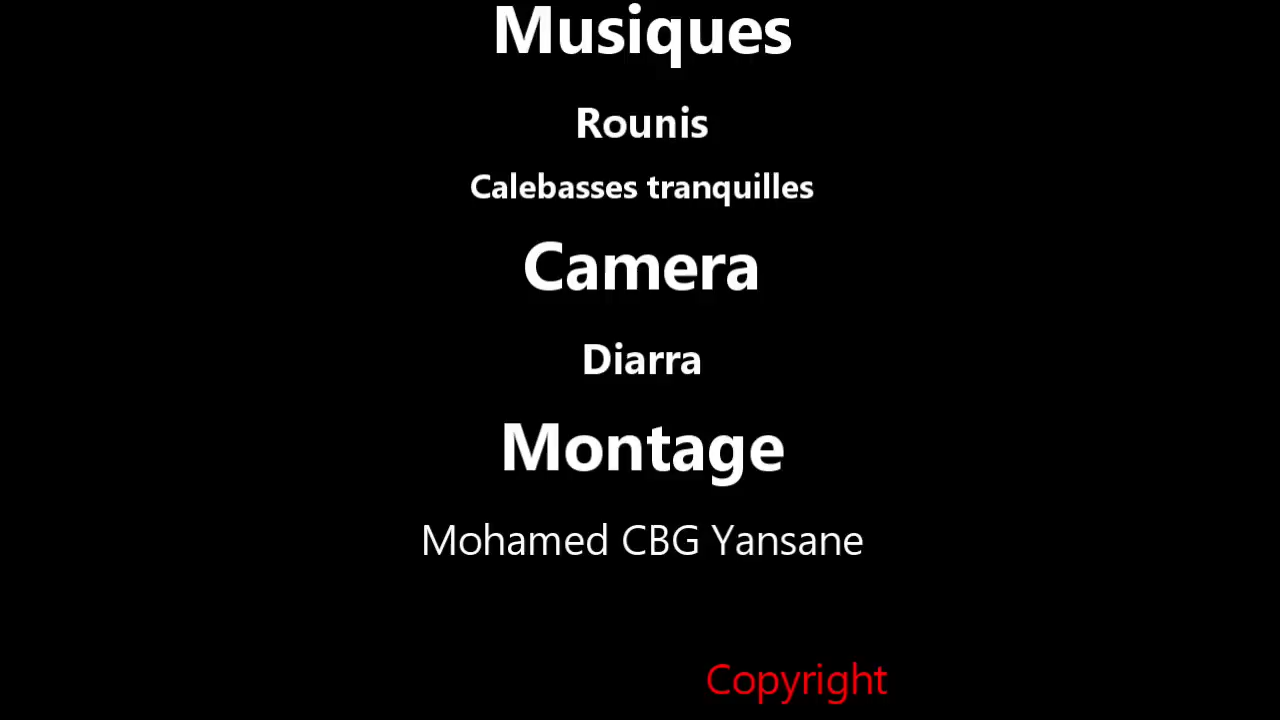 Musiques
Rounis
Calebasses tranquilles
Camera
Diarra
Montage
Mohamed CBG Yansane
Copyright